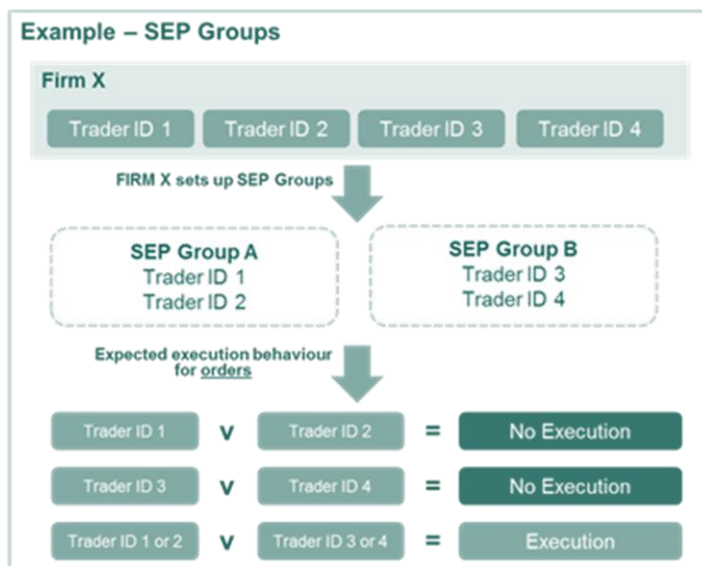 Example – SEP Groups
Firm X
Trader ID 1 Trader ID 2 Trader ID 3 Trader ID 4
FIRM X sets up SEP Groups
SEP Group A
Trader ID 1
Trader ID 2
SEP Group B
Trader ID 3
Trader ID 4
Expected execution behaviour
for orders
Trader ID 1 v Trader ID 2 = No Execution
Trader ID 3 v Trader ID 4 = No Execution
Trader ID 1 or 2 v Trader ID 3 or 4 = Execution